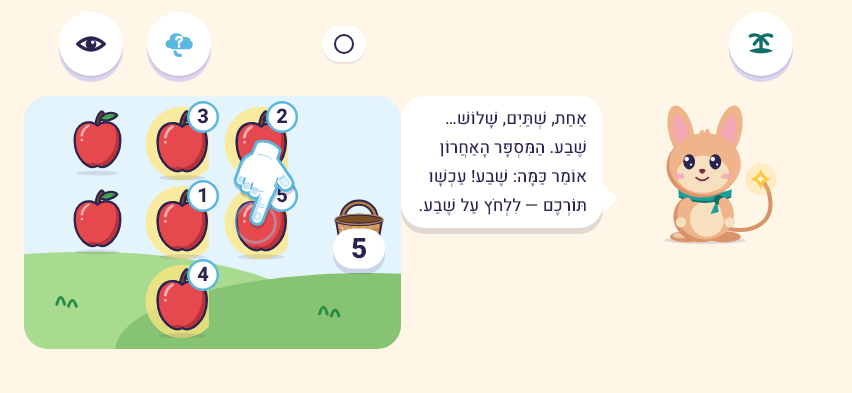 ?
3
2
1
5
4
5
אַחַת, שְׁתַּיִם, שָׁלוֹשׁ...
שֶׁבַע. הַמִּסְפָּר הָאַחֲרוֹן
אוֹמֵר כַּמָּה: שֶׁבַע! עַכְשָׁו
תּוֹרְכֶם – לִלְחֹץ עַל שֶׁבַע.